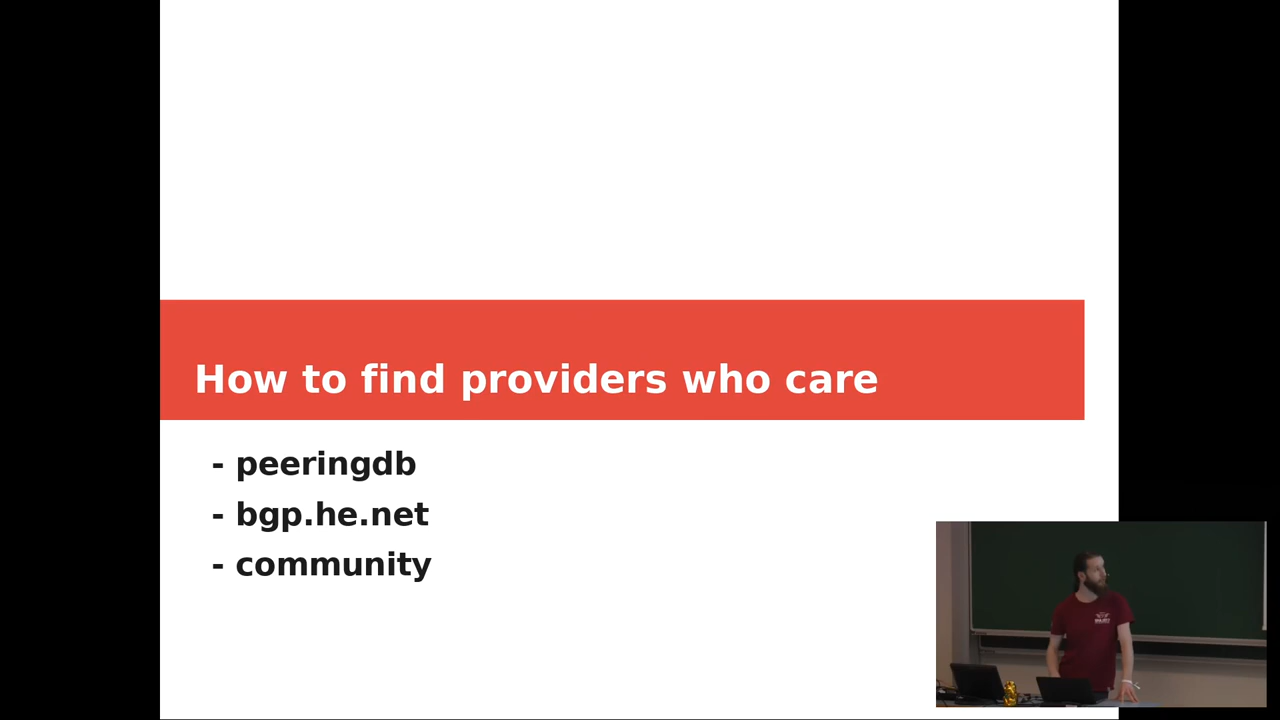 How to find providers who care
- peeringdb
- bgp.he.net
- community